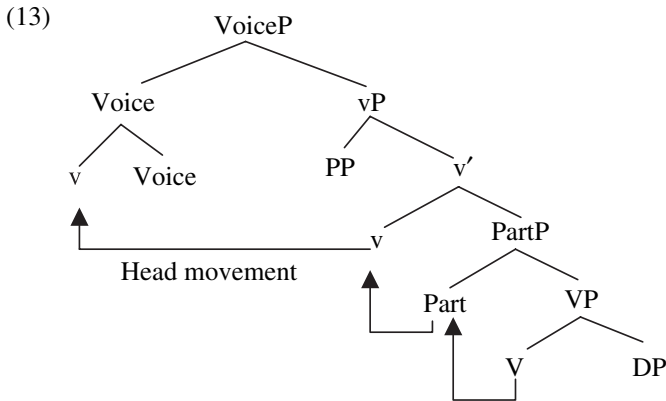 (13)
VoiceP
Voice vP
v Voice PP v′
v PartP
Head movement
Part VP
V DP